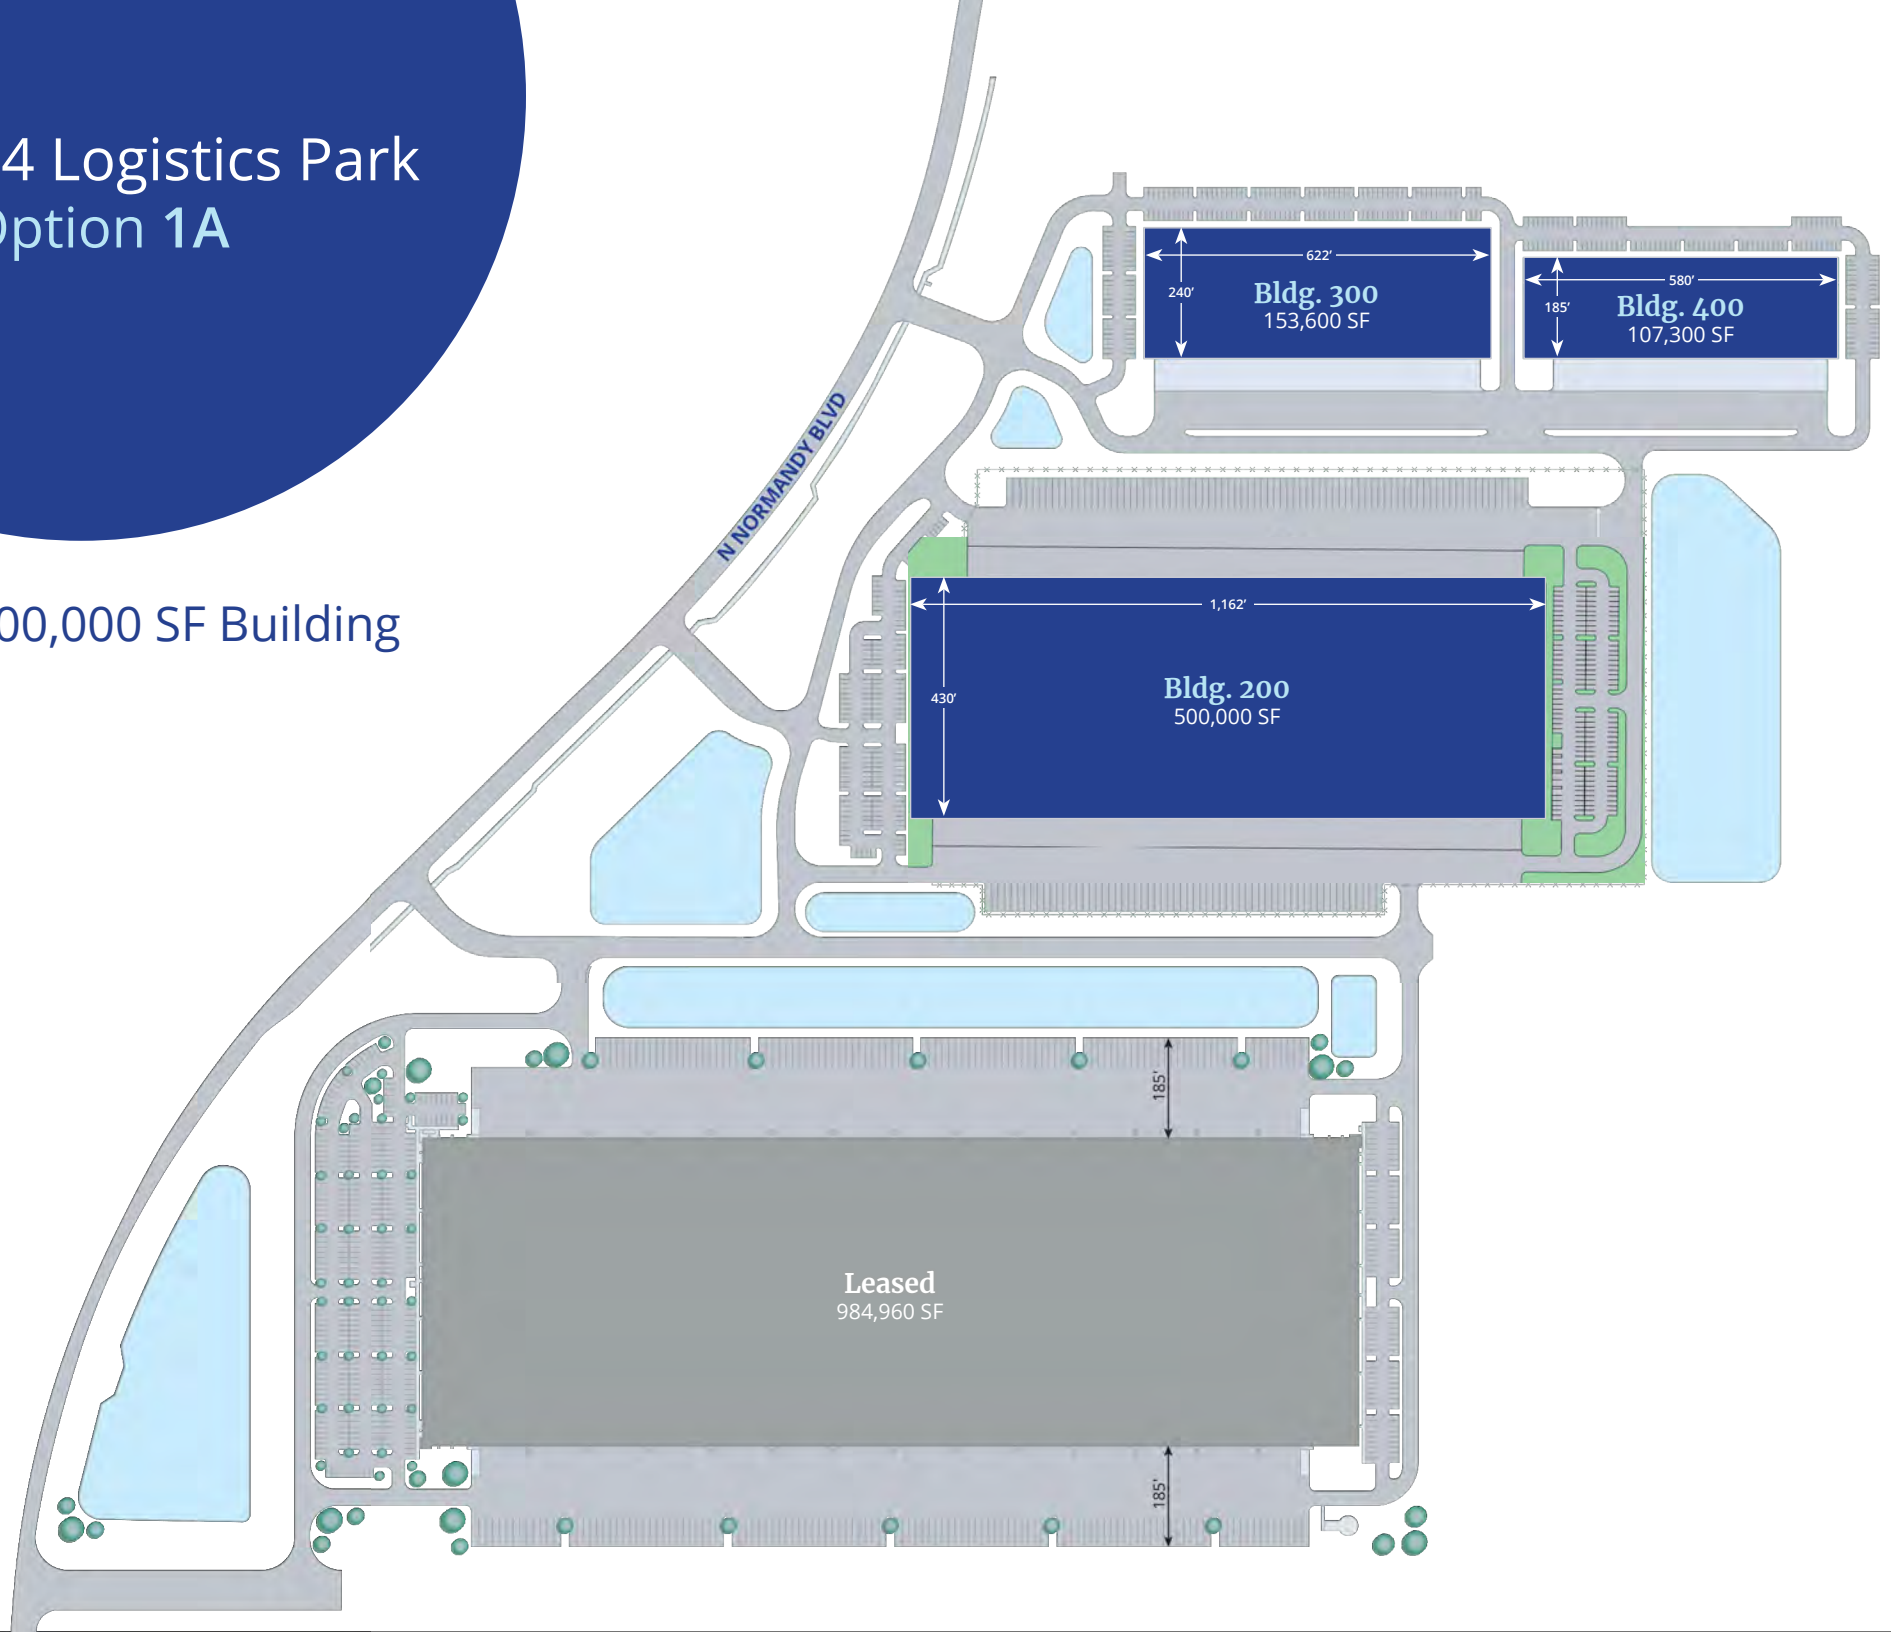 4 Logistics Park
Option 1A
00,000 SF Building
N NORMANDY BLVD
622'
240'
Bldg. 300
153,600 SF
580'
185'
Bldg. 400
107,300 SF
1,162'
430'
Bldg. 200
500,000 SF
185'
Leased
984,960 SF
185'